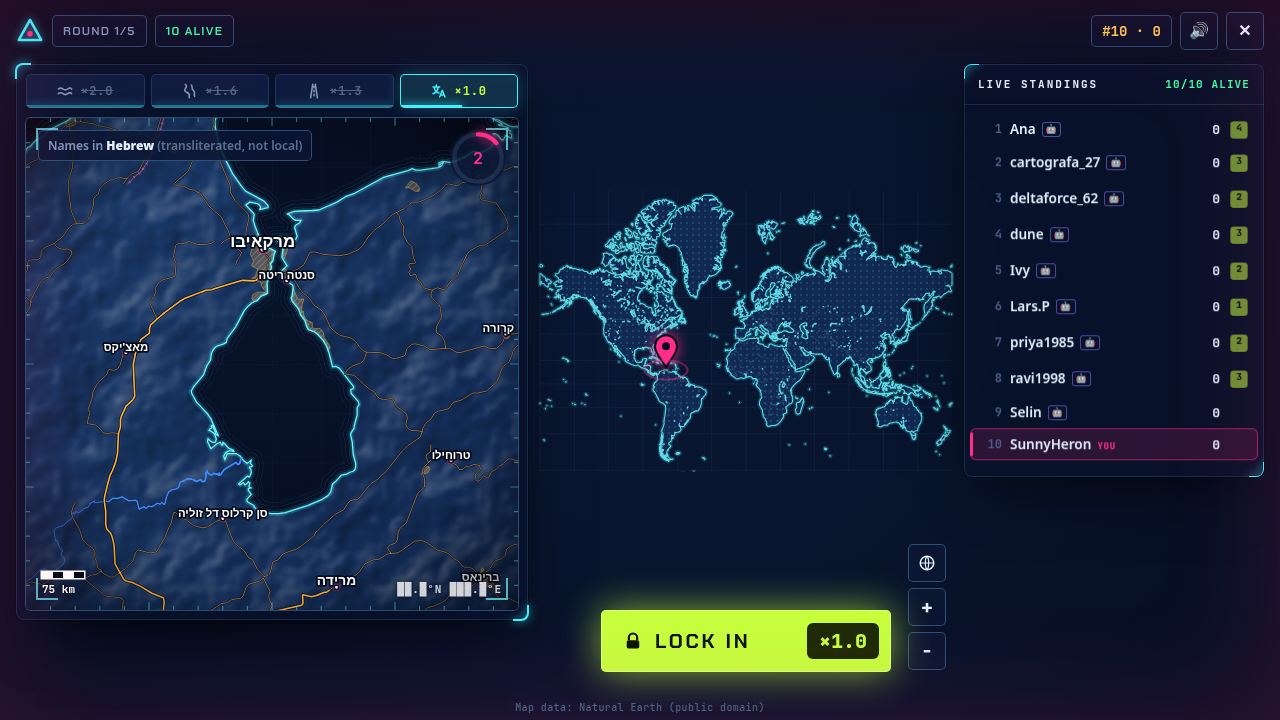 ROUND 1/5
10 ALIVE
#10 · 0
×2.0
×1.6
×1.3
×1.0
Names in Hebrew (transliterated, not local)
2
מרקאיבו
סנטה ריטה
קרורה
מאצ'יקס
טרוחילו
סן קרלוס דל זוליה
מרידה
ברינאס
75 km
██.█°N ███.█°E
LOCK IN ×1.0
+
-
LIVE STANDINGS 10/10 ALIVE
1 Ana 0 4
2 cartografa_27 0 3
3 deltaforce_62 0 2
4 dune 0 3
5 Ivy 0 2
6 Lars.P 0 1
7 priya1985 0 2
8 ravi1998 0 3
9 Selin 0
10 SunnyHeron YOU 0
Map data: Natural Earth (public domain)